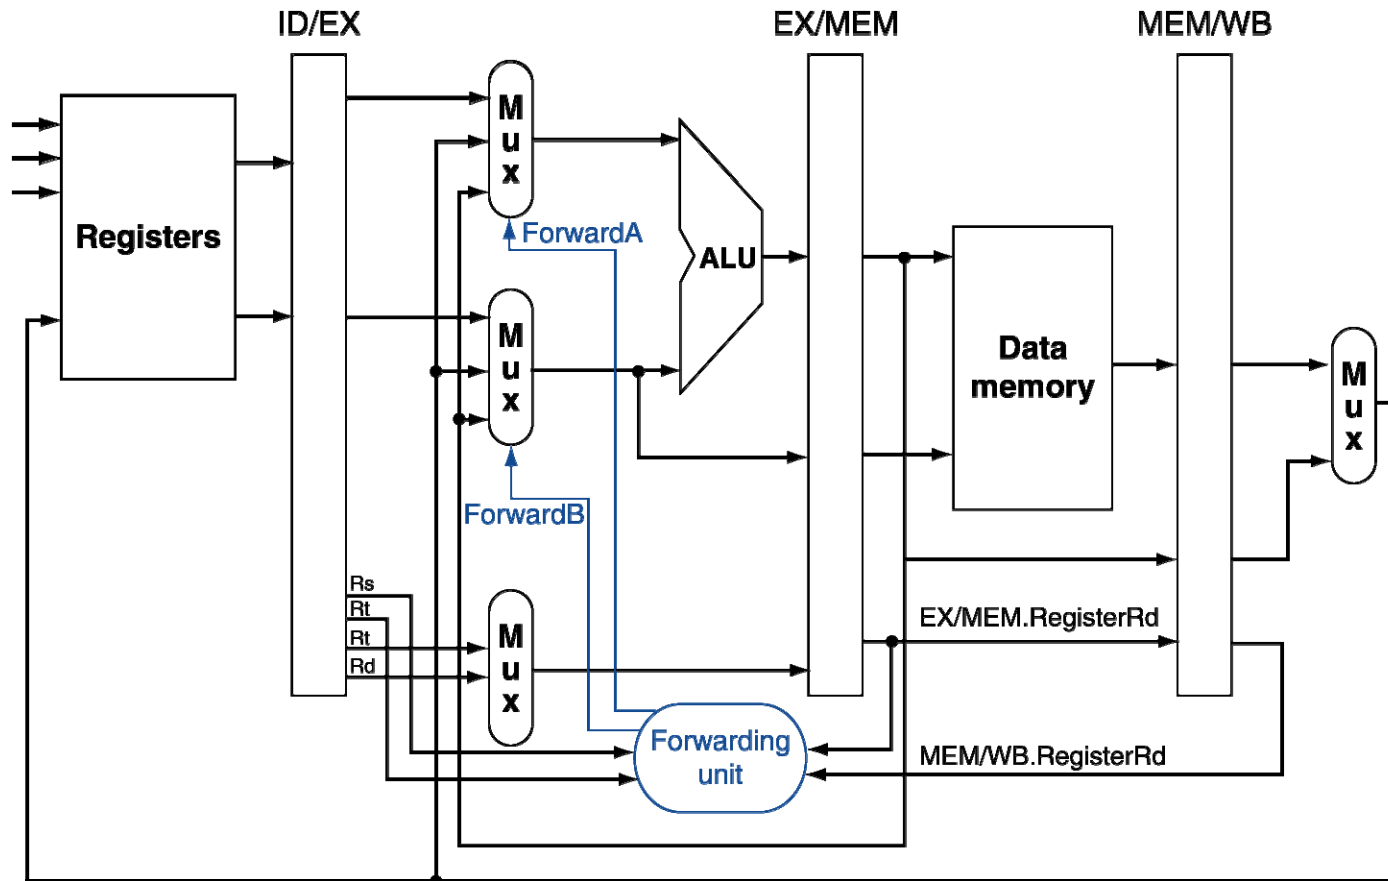 ID/EX
EX/MEM
MEM/WB
M
u
x
Registers
ForwardA
ALU
M
u
x
Data
memory
M
u
x
ForwardB
Rs
Rt
Rt
Rd
M
u
x
EX/MEM.RegisterRd
Forwarding
unit
MEM/WB.RegisterRd